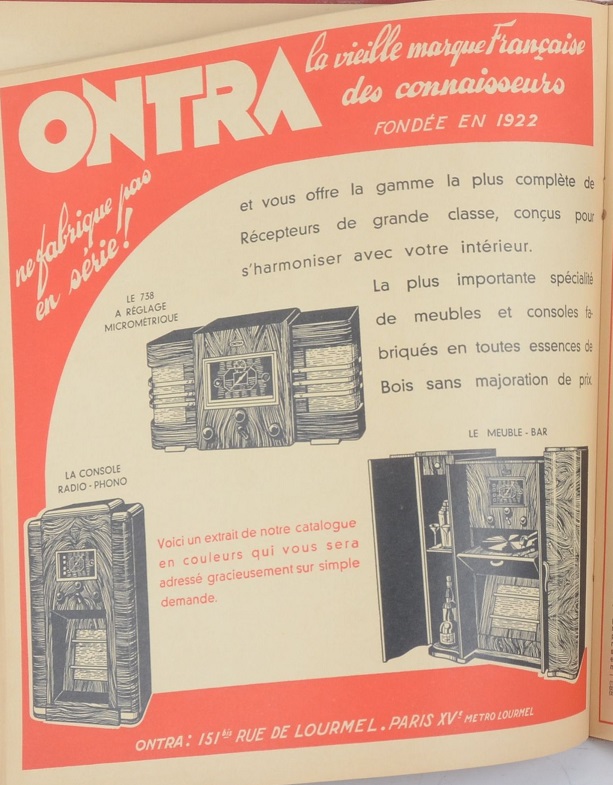 ONTRA
la vieille marque Française
des connaisseurs
FONDÉE EN 1922
ne fabrique pas
en série!
et vous offre la gamme la plus complète de
Récepteurs de grande classe, conçus pour
s'harmoniser avec votre intérieur.
La plus importante spécialité
de meubles et consoles fa-
briqués en toutes essences de
Bois sans majoration de prix.
LE 738
A RÉGLAGE
MICROMÉTRIQUE
LE MEUBLE-BAR
LA CONSOLE
RADIO-PHONO
Voici un extrait de notre catalogue
en couleurs qui vous sera
adressé gracieusement sur simple
demande.
ONTRA: 151bis RUE DE LOURMEL. PARIS XVe METRO LOURMEL